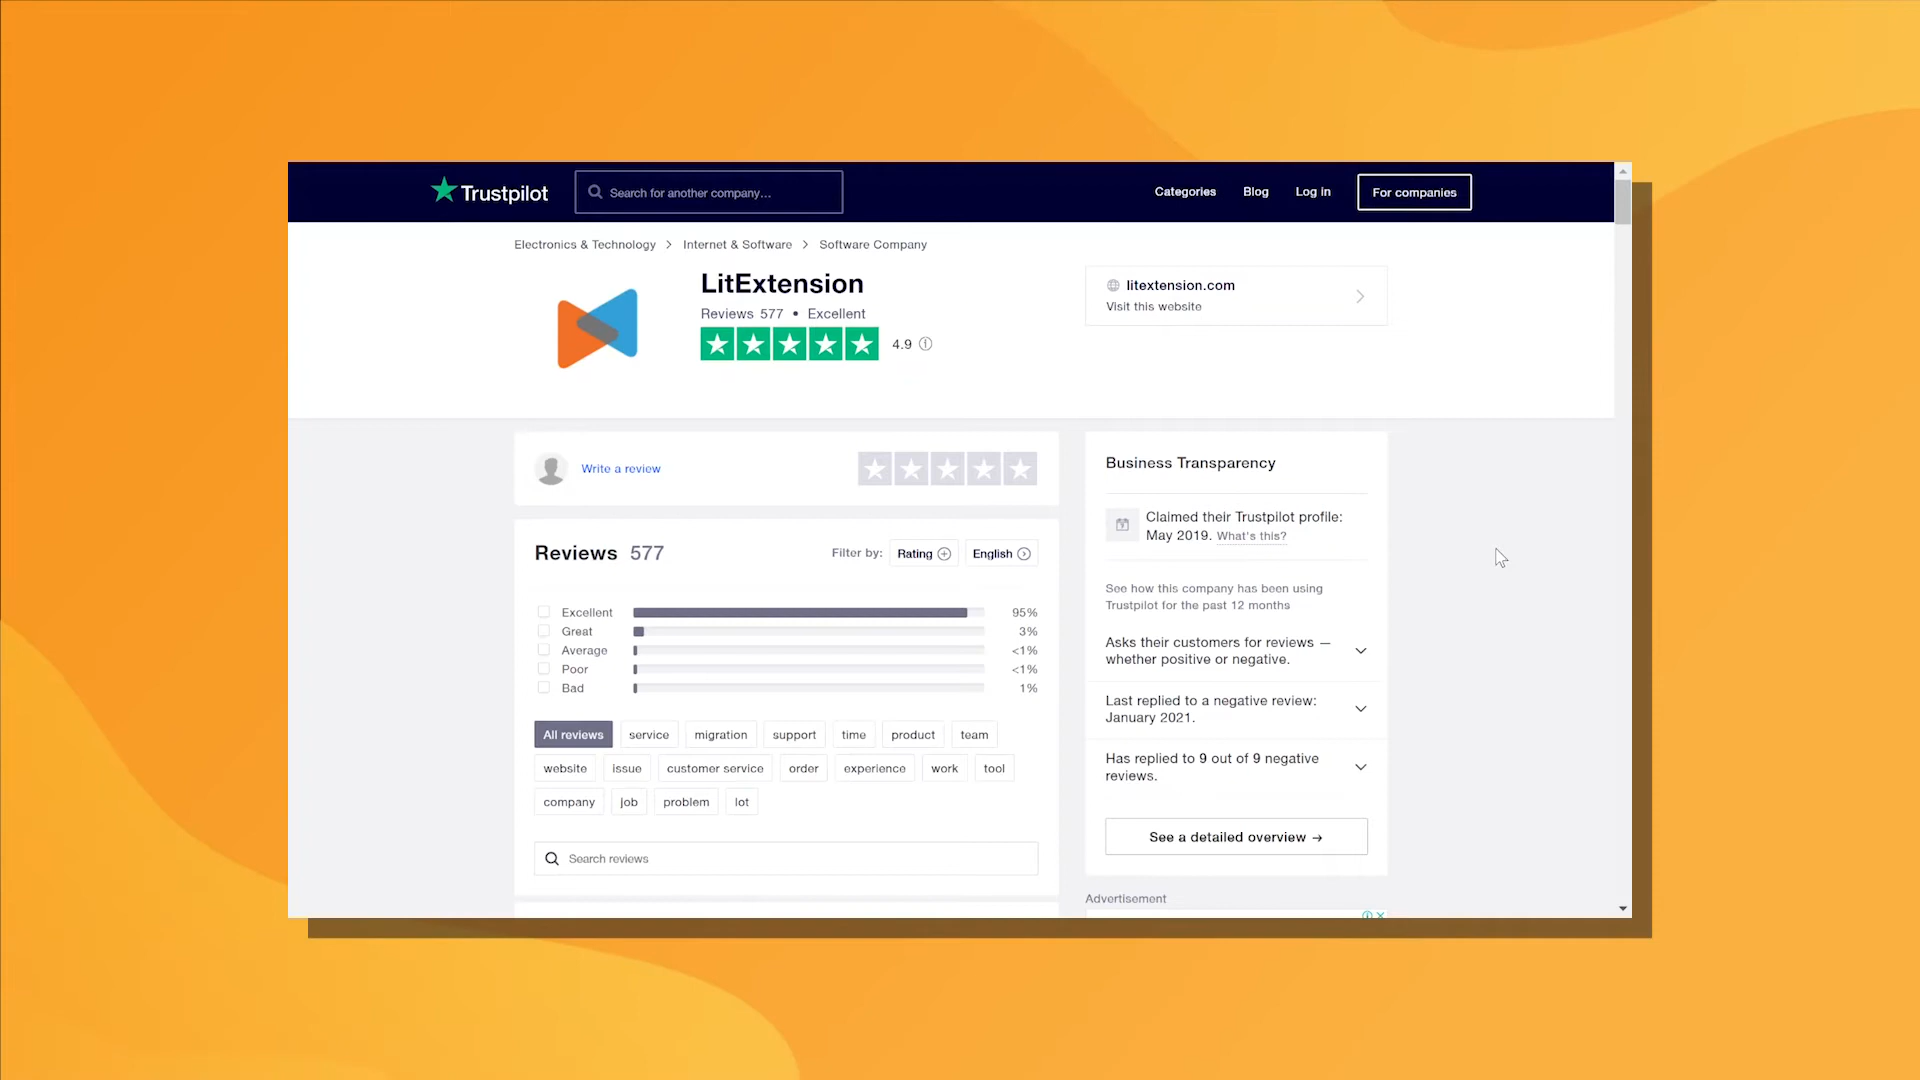 Trustpilot
Search for another company...
Categories
Blog
Log in
For companies
Electronics & Technology
Internet & Software
Software Company
LitExtension
Reviews 577 • Excellent
4.9
litextension.com
Visit this website
Write a review
Reviews 577
Filter by:
Rating
English
Excellent 95%
Great 3%
Average <1%
Poor <1%
Bad 1%
All reviews service migration support time product team
website issue customer service order experience work tool
company job problem lot
Search reviews
Business Transparency
Claimed their Trustpilot profile:
May 2019. What's this?
See how this company has been using
Trustpilot for the past 12 months
Asks their customers for reviews —
whether positive or negative.
Last replied to a negative review:
January 2021.
Has replied to 9 out of 9 negative
reviews.
See a detailed overview →
Advertisement